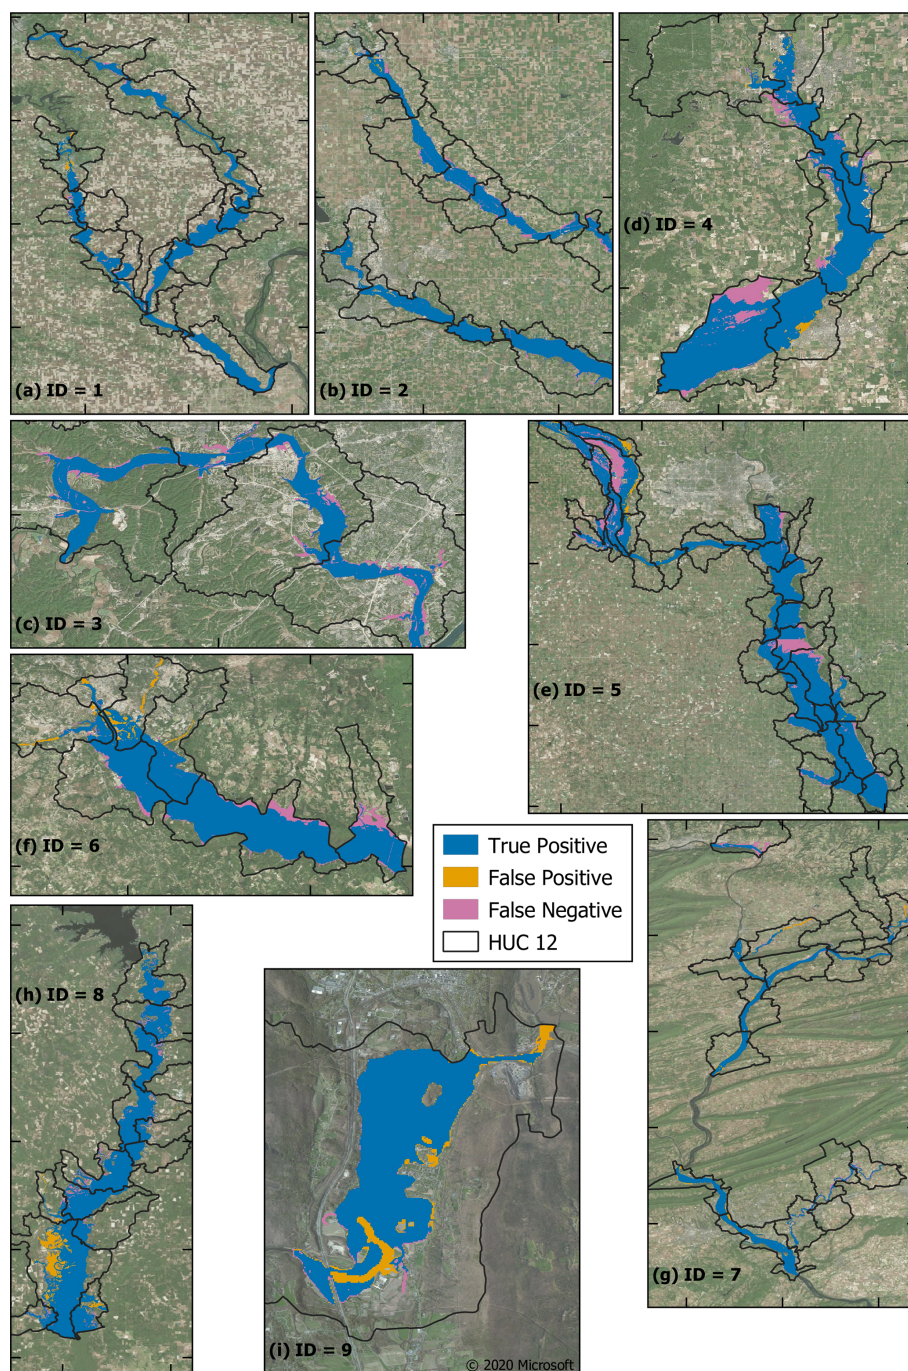 (a) ID = 1
(b) ID = 2
(d) ID = 4
(c) ID = 3
(e) ID = 5
(f) ID = 6
True Positive
False Positive
False Negative
HUC 12
(h) ID = 8
(g) ID = 7
(i) ID = 9
© 2020 Microsoft